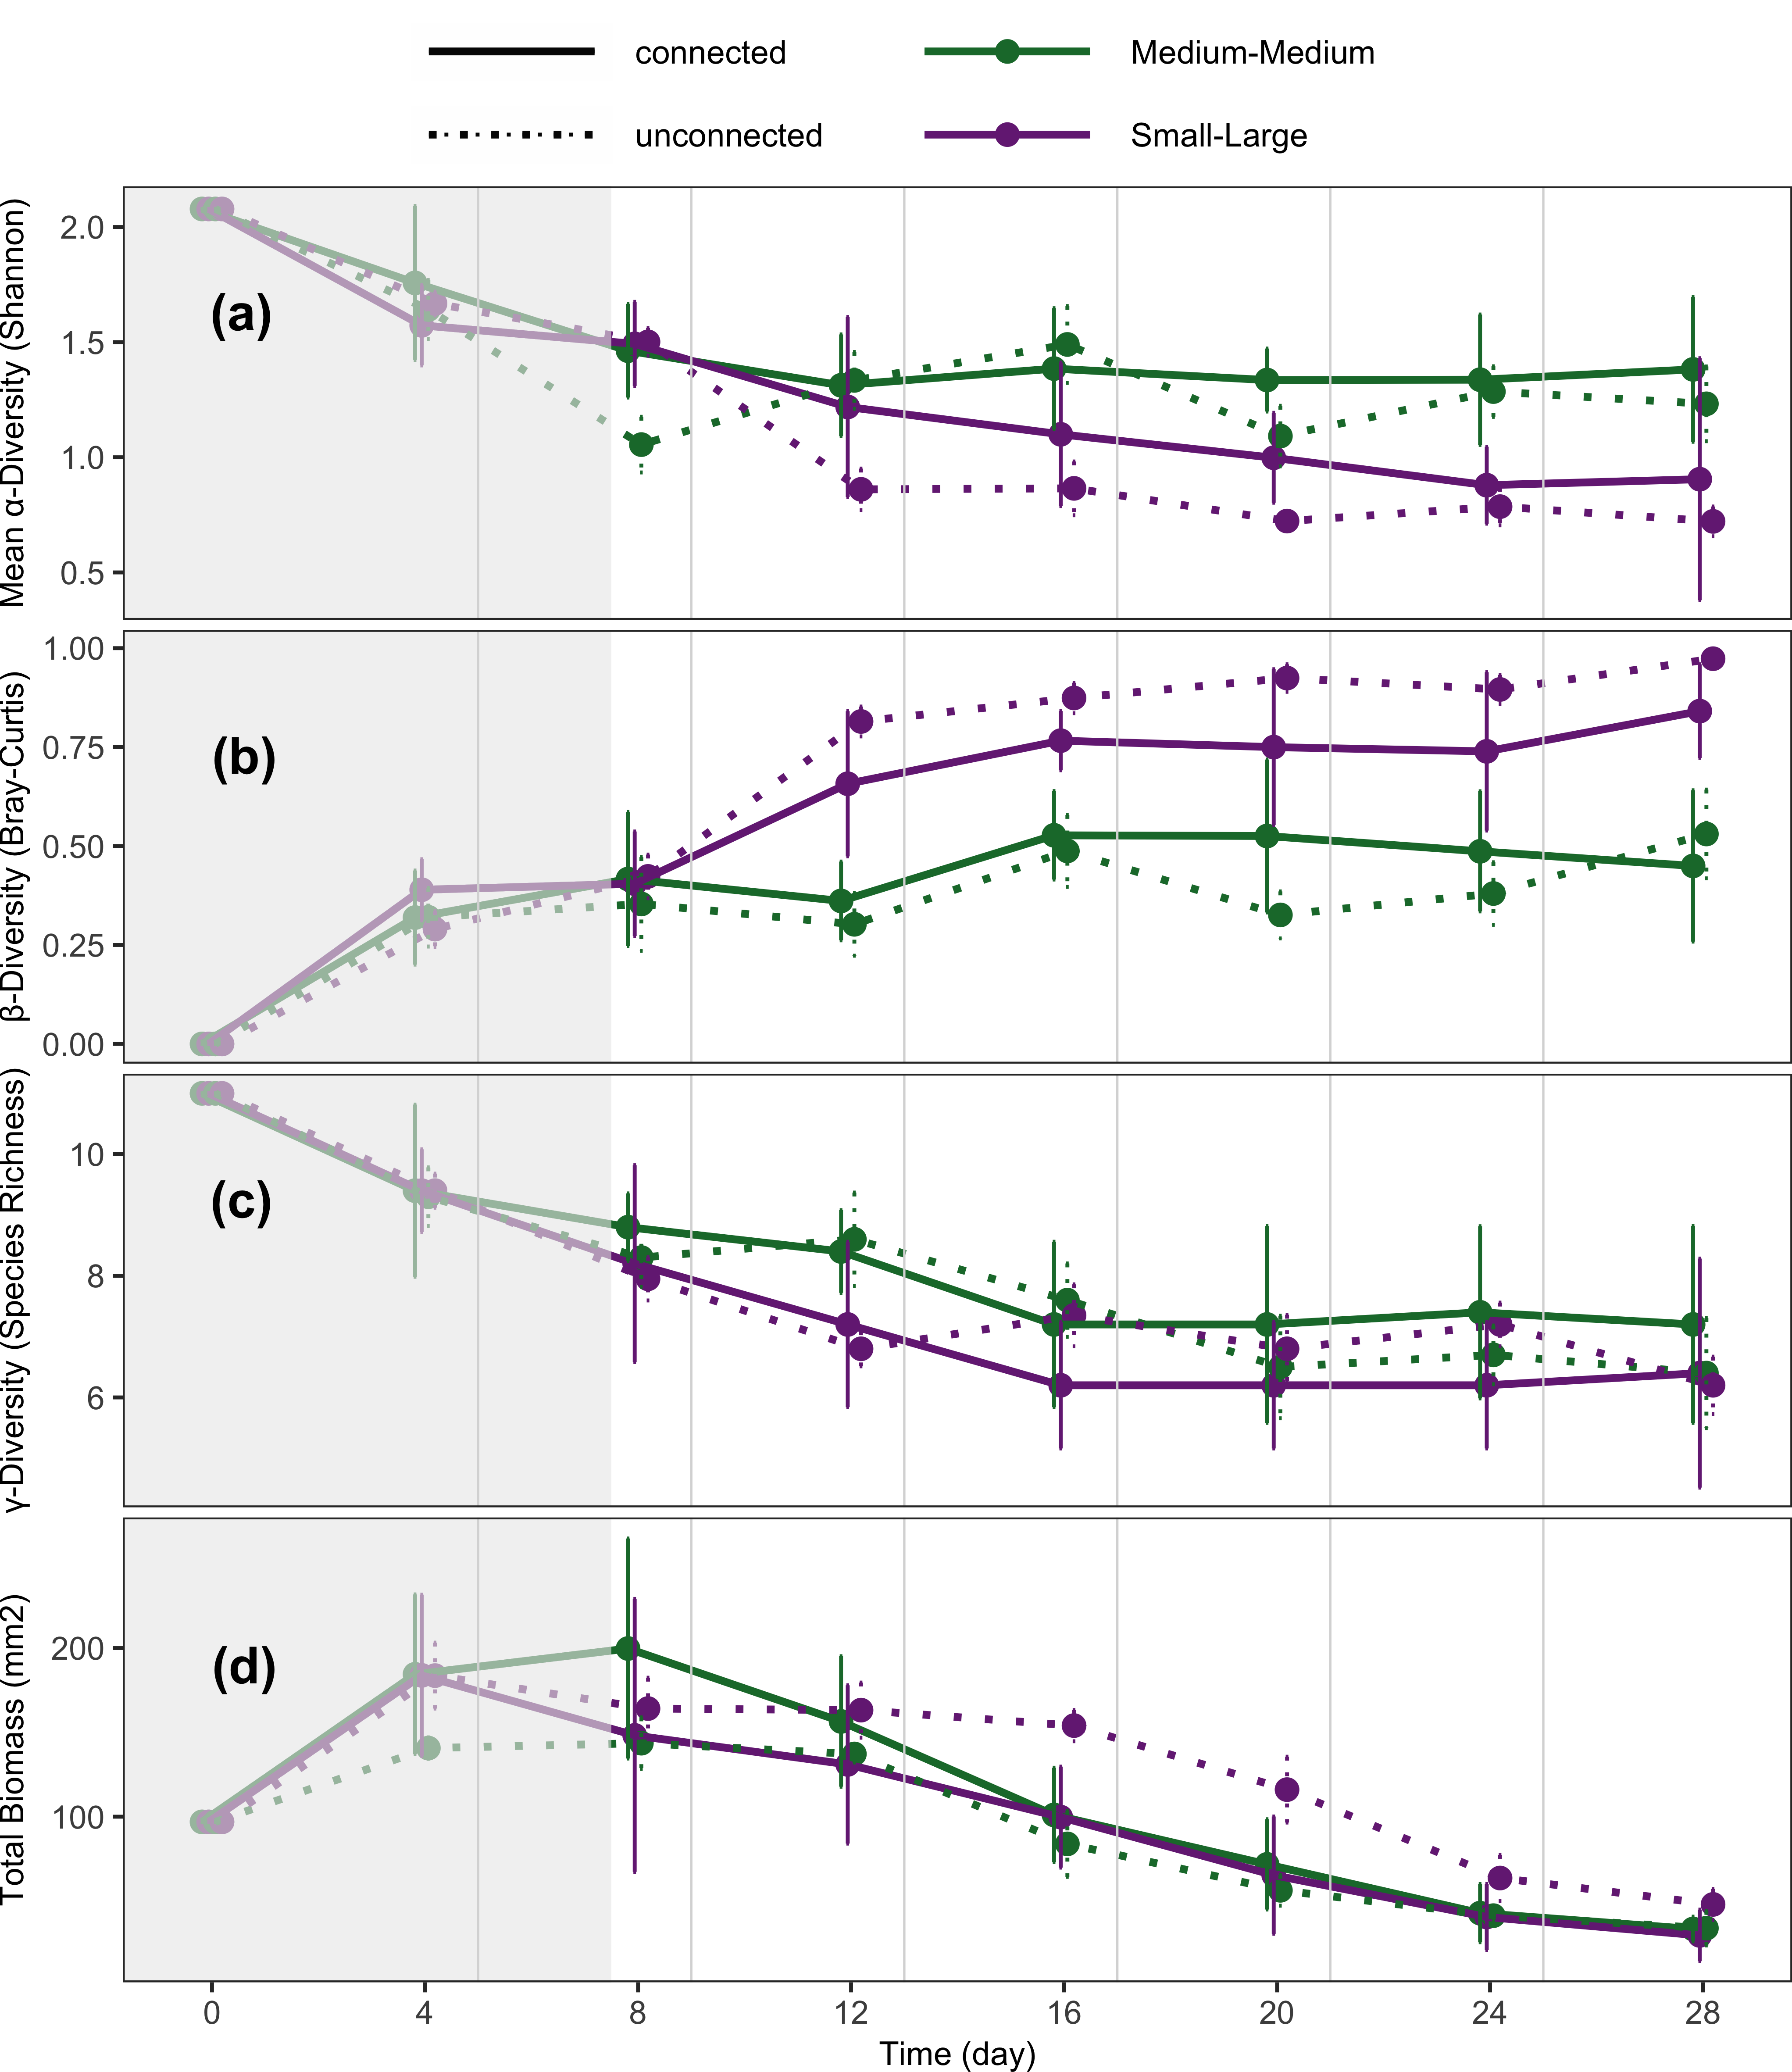 connected
Medium-Medium
unconnected
Small-Large
Mean α-Diversity (Shannon)
2.0
1.5
1.0
0.5
(a)
β-Diversity (Bray-Curtis)
1.00
0.75
0.50
0.25
0.00
(b)
γ-Diversity (Species Richness)
10
8
6
(c)
Total Biomass (mm2)
200
100
(d)
0 4 8 12 16 20 24 28
Time (day)